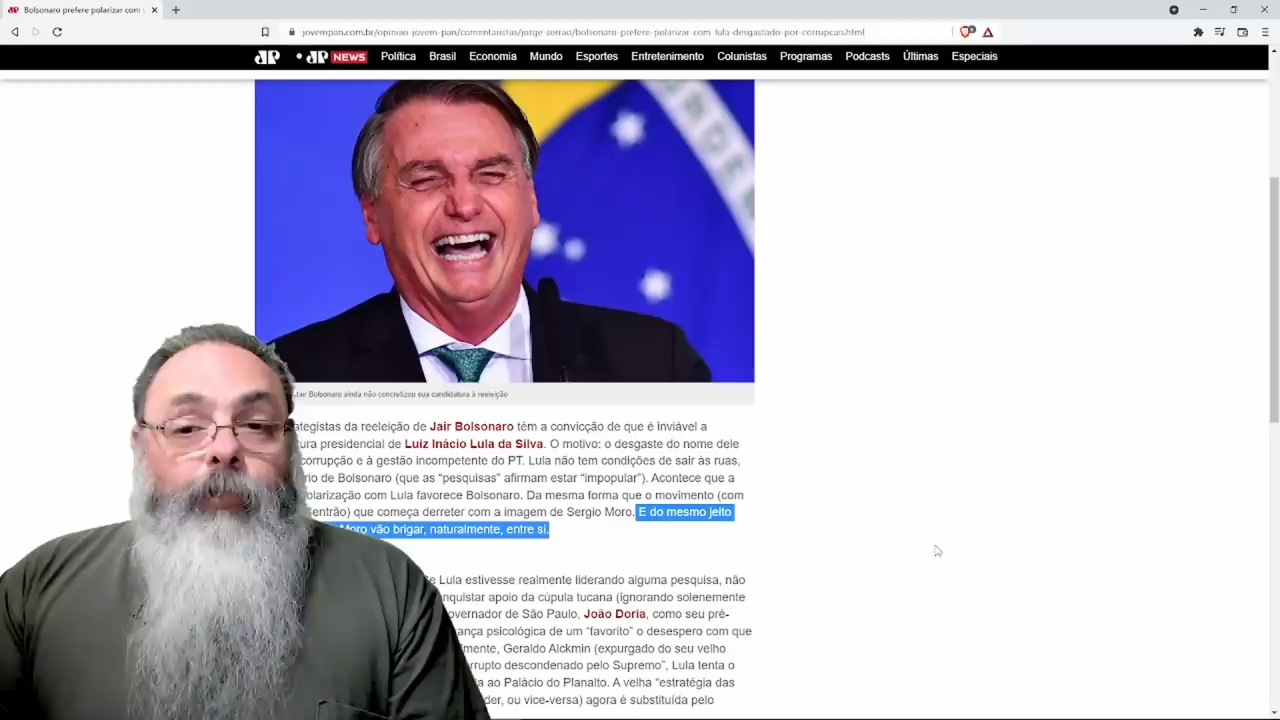 Bolsonaro prefere polarizar com
jovempan.com.br/opiniao-jovem-pan/comentaristas/jorge-serrao/bolsonaro-prefere-polarizar-com-lula-desgastado-por-corrupcao.html
JP JP NEWS Política Brasil Economia Mundo Esportes Entretenimento Colunistas Programas Podcasts Últimas Especiais
Jair Bolsonaro ainda não concretizou sua candidatura à reeleição
ategistas da reeleição de Jair Bolsonaro têm a convicção de que é inviável a
ura presidencial de Luiz Inácio Lula da Silva. O motivo: o desgaste do nome dele
corrupção e à gestão incompetente do PT. Lula não tem condições de sair às ruas,
rio de Bolsonaro (que as “pesquisas” afirmam estar “impopular”). Acontece que a
olarização com Lula favorece Bolsonaro. Da mesma forma que o movimento (com
entrão) que começa derreter com a imagem de Sergio Moro. E do mesmo jeito
Moro vão brigar, naturalmente, entre si.
e Lula estivesse realmente liderando alguma pesquisa, não
nquistar apoio da cúpula tucana (ignorando solenemente
overnador de São Paulo, João Doria, como seu pré-
ança psicológica de um “favorito” o desespero com que
mente, Geraldo Alckmin (expurgado do seu velho
rrupto descondenado pelo Supremo”, Lula tenta o
a ao Palácio do Planalto. A velha “estratégia das
der, ou vice-versa) agora é substituída pelo